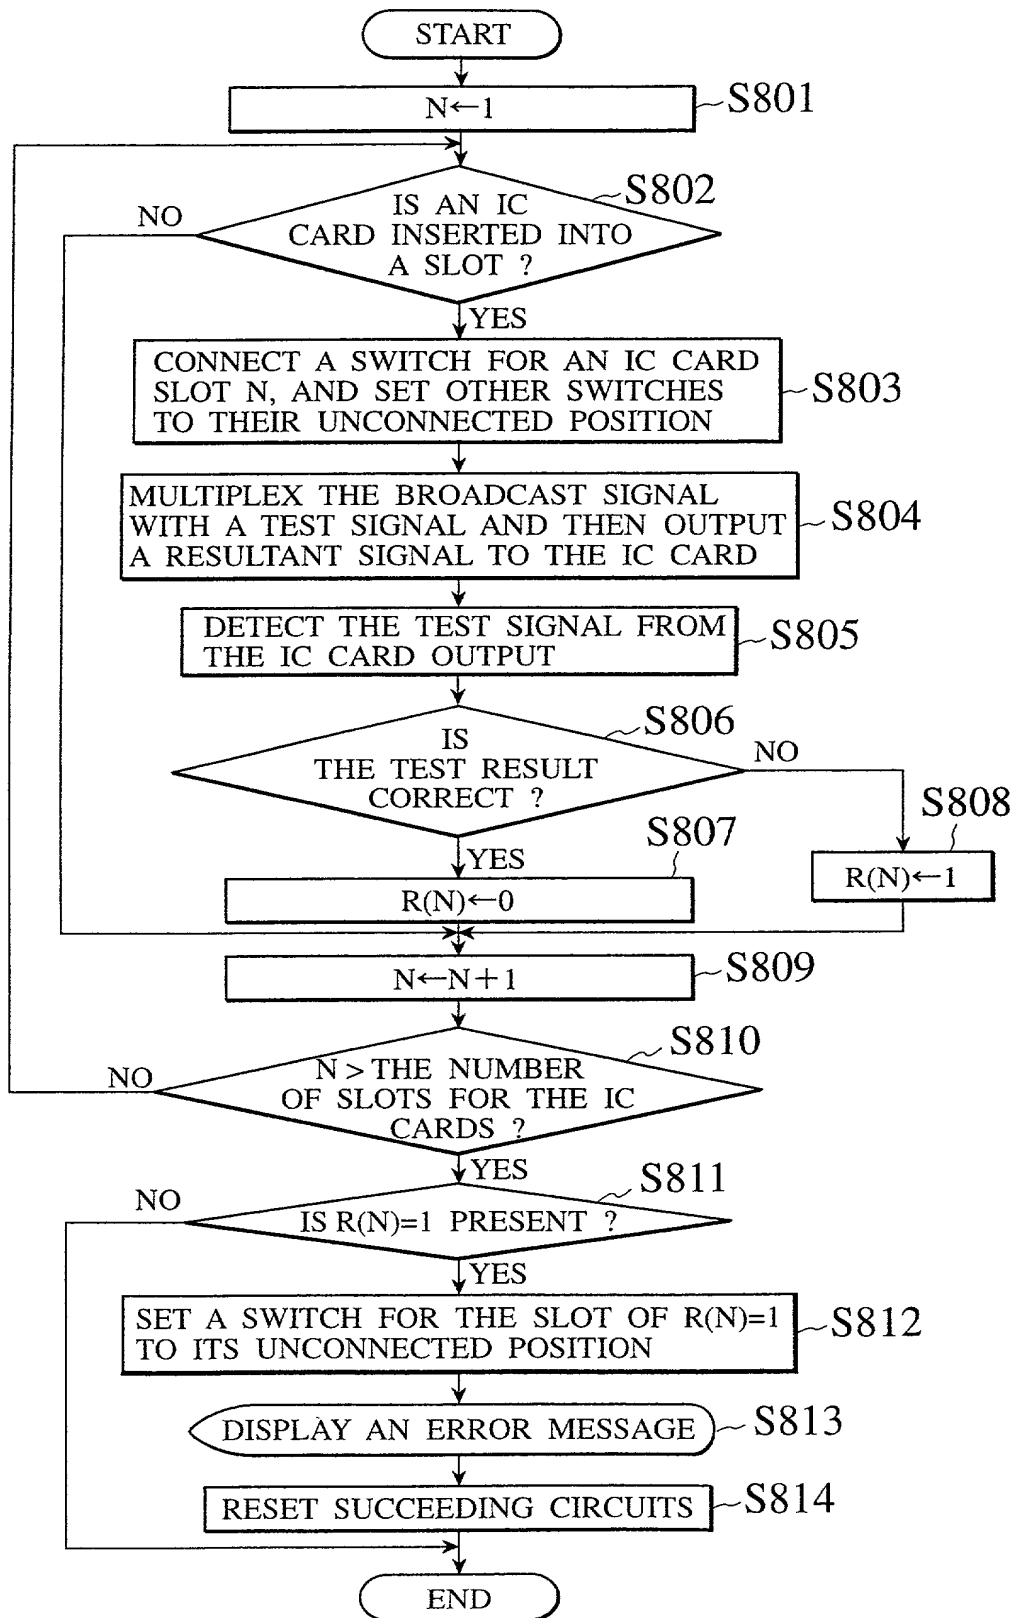 START
N←1
S801
S802
IS AN IC
CARD INSERTED INTO
A SLOT ?
NO
YES
CONNECT A SWITCH FOR AN IC CARD
SLOT N, AND SET OTHER SWITCHES
TO THEIR UNCONNECTED POSITION
S803
MULTIPLEX THE BROADCAST SIGNAL
WITH A TEST SIGNAL AND THEN OUTPUT
A RESULTANT SIGNAL TO THE IC CARD
S804
DETECT THE TEST SIGNAL FROM
THE IC CARD OUTPUT
S805
S806
IS
THE TEST RESULT
CORRECT ?
NO
YES
S807
R(N)←0
S808
R(N)←1
N←N+1
S809
S810
N > THE NUMBER
OF SLOTS FOR THE IC
CARDS ?
NO
YES
S811
IS R(N)=1 PRESENT ?
NO
YES
SET A SWITCH FOR THE SLOT OF R(N)=1
TO ITS UNCONNECTED POSITION
S812
DISPLAY AN ERROR MESSAGE
S813
RESET SUCCEEDING CIRCUITS
S814
END